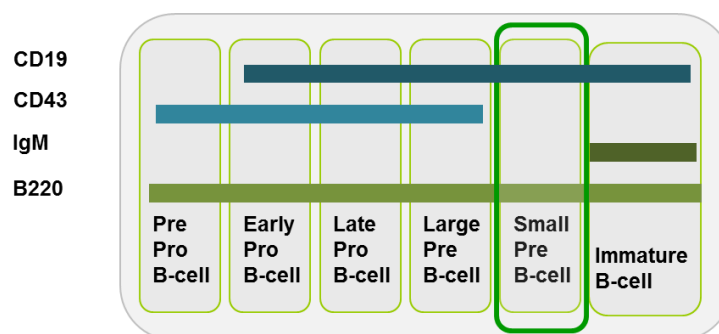 CD19
CD43
IgM
B220
Pre
Pro
B-cell
Early
Pro
B-cell
Late
Pro
B-cell
Large
Pre
B-cell
Small
Pre
B-cell
Immature
B-cell